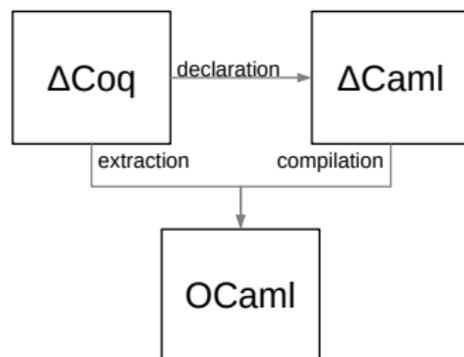 ΔCoq
declaration
ΔCaml
extraction
compilation
OCaml